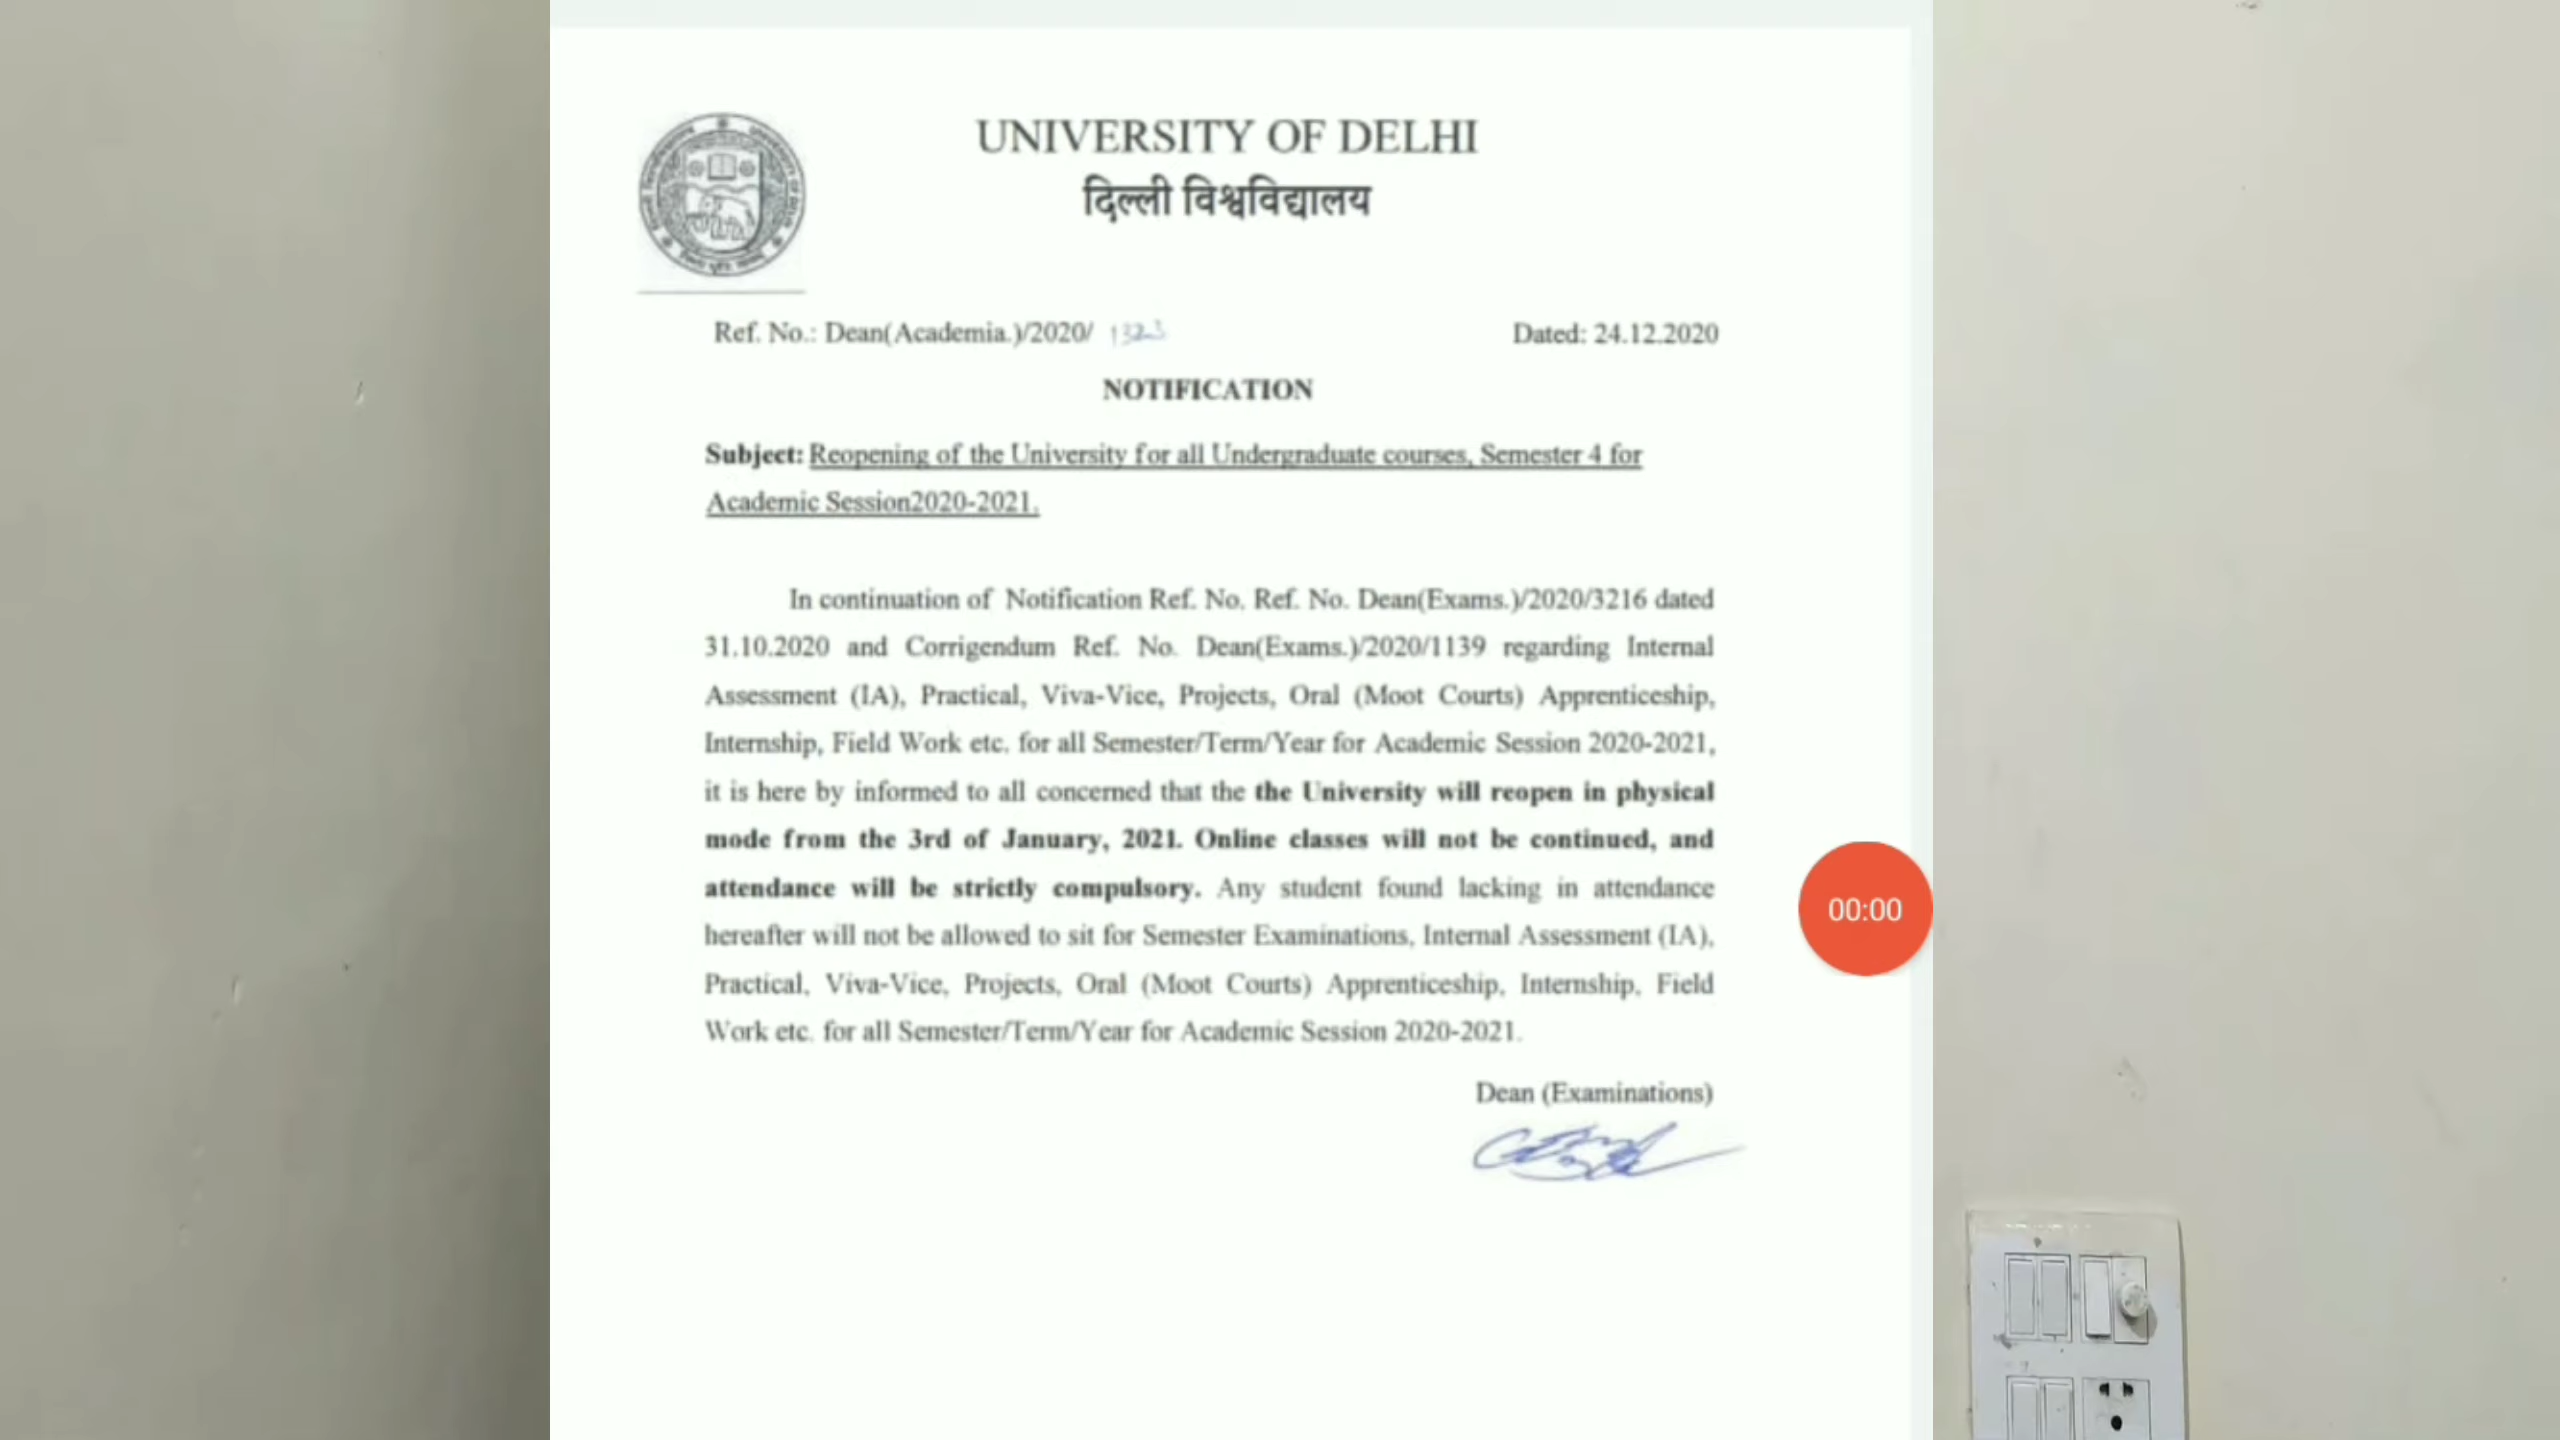 UNIVERSITY OF DELHI
दिल्ली विश्वविद्यालय
Ref. No.: Dean(Academia.)/2020/ 1323
Dated: 24.12.2020
NOTIFICATION
Subject: Reopening of the University for all Undergraduate courses, Semester 4 for
Academic Session2020-2021.
In continuation of Notification Ref. No. Ref. No. Dean(Exams.)/2020/3216 dated
31.10.2020 and Corrigendum Ref. No. Dean(Exams.)/2020/1139 regarding Internal
Assessment (IA), Practical, Viva-Vice, Projects, Oral (Moot Courts) Apprenticeship,
Internship, Field Work etc. for all Semester/Term/Year for Academic Session 2020-2021,
it is here by informed to all concerned that the the University will reopen in physical
mode from the 3rd of January, 2021. Online classes will not be continued, and
attendance will be strictly compulsory. Any student found lacking in attendance
hereafter will not be allowed to sit for Semester Examinations, Internal Assessment (IA),
Practical, Viva-Vice, Projects, Oral (Moot Courts) Apprenticeship, Internship, Field
Work etc. for all Semester/Term/Year for Academic Session 2020-2021.
Dean (Examinations)
00:00